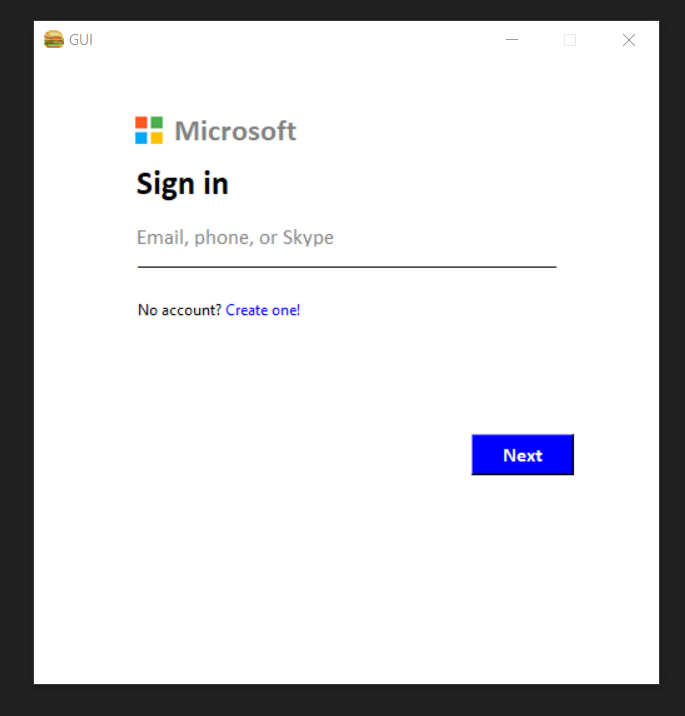 GUI
Microsoft
Sign in
Email, phone, or Skype
No account? Create one!
Next